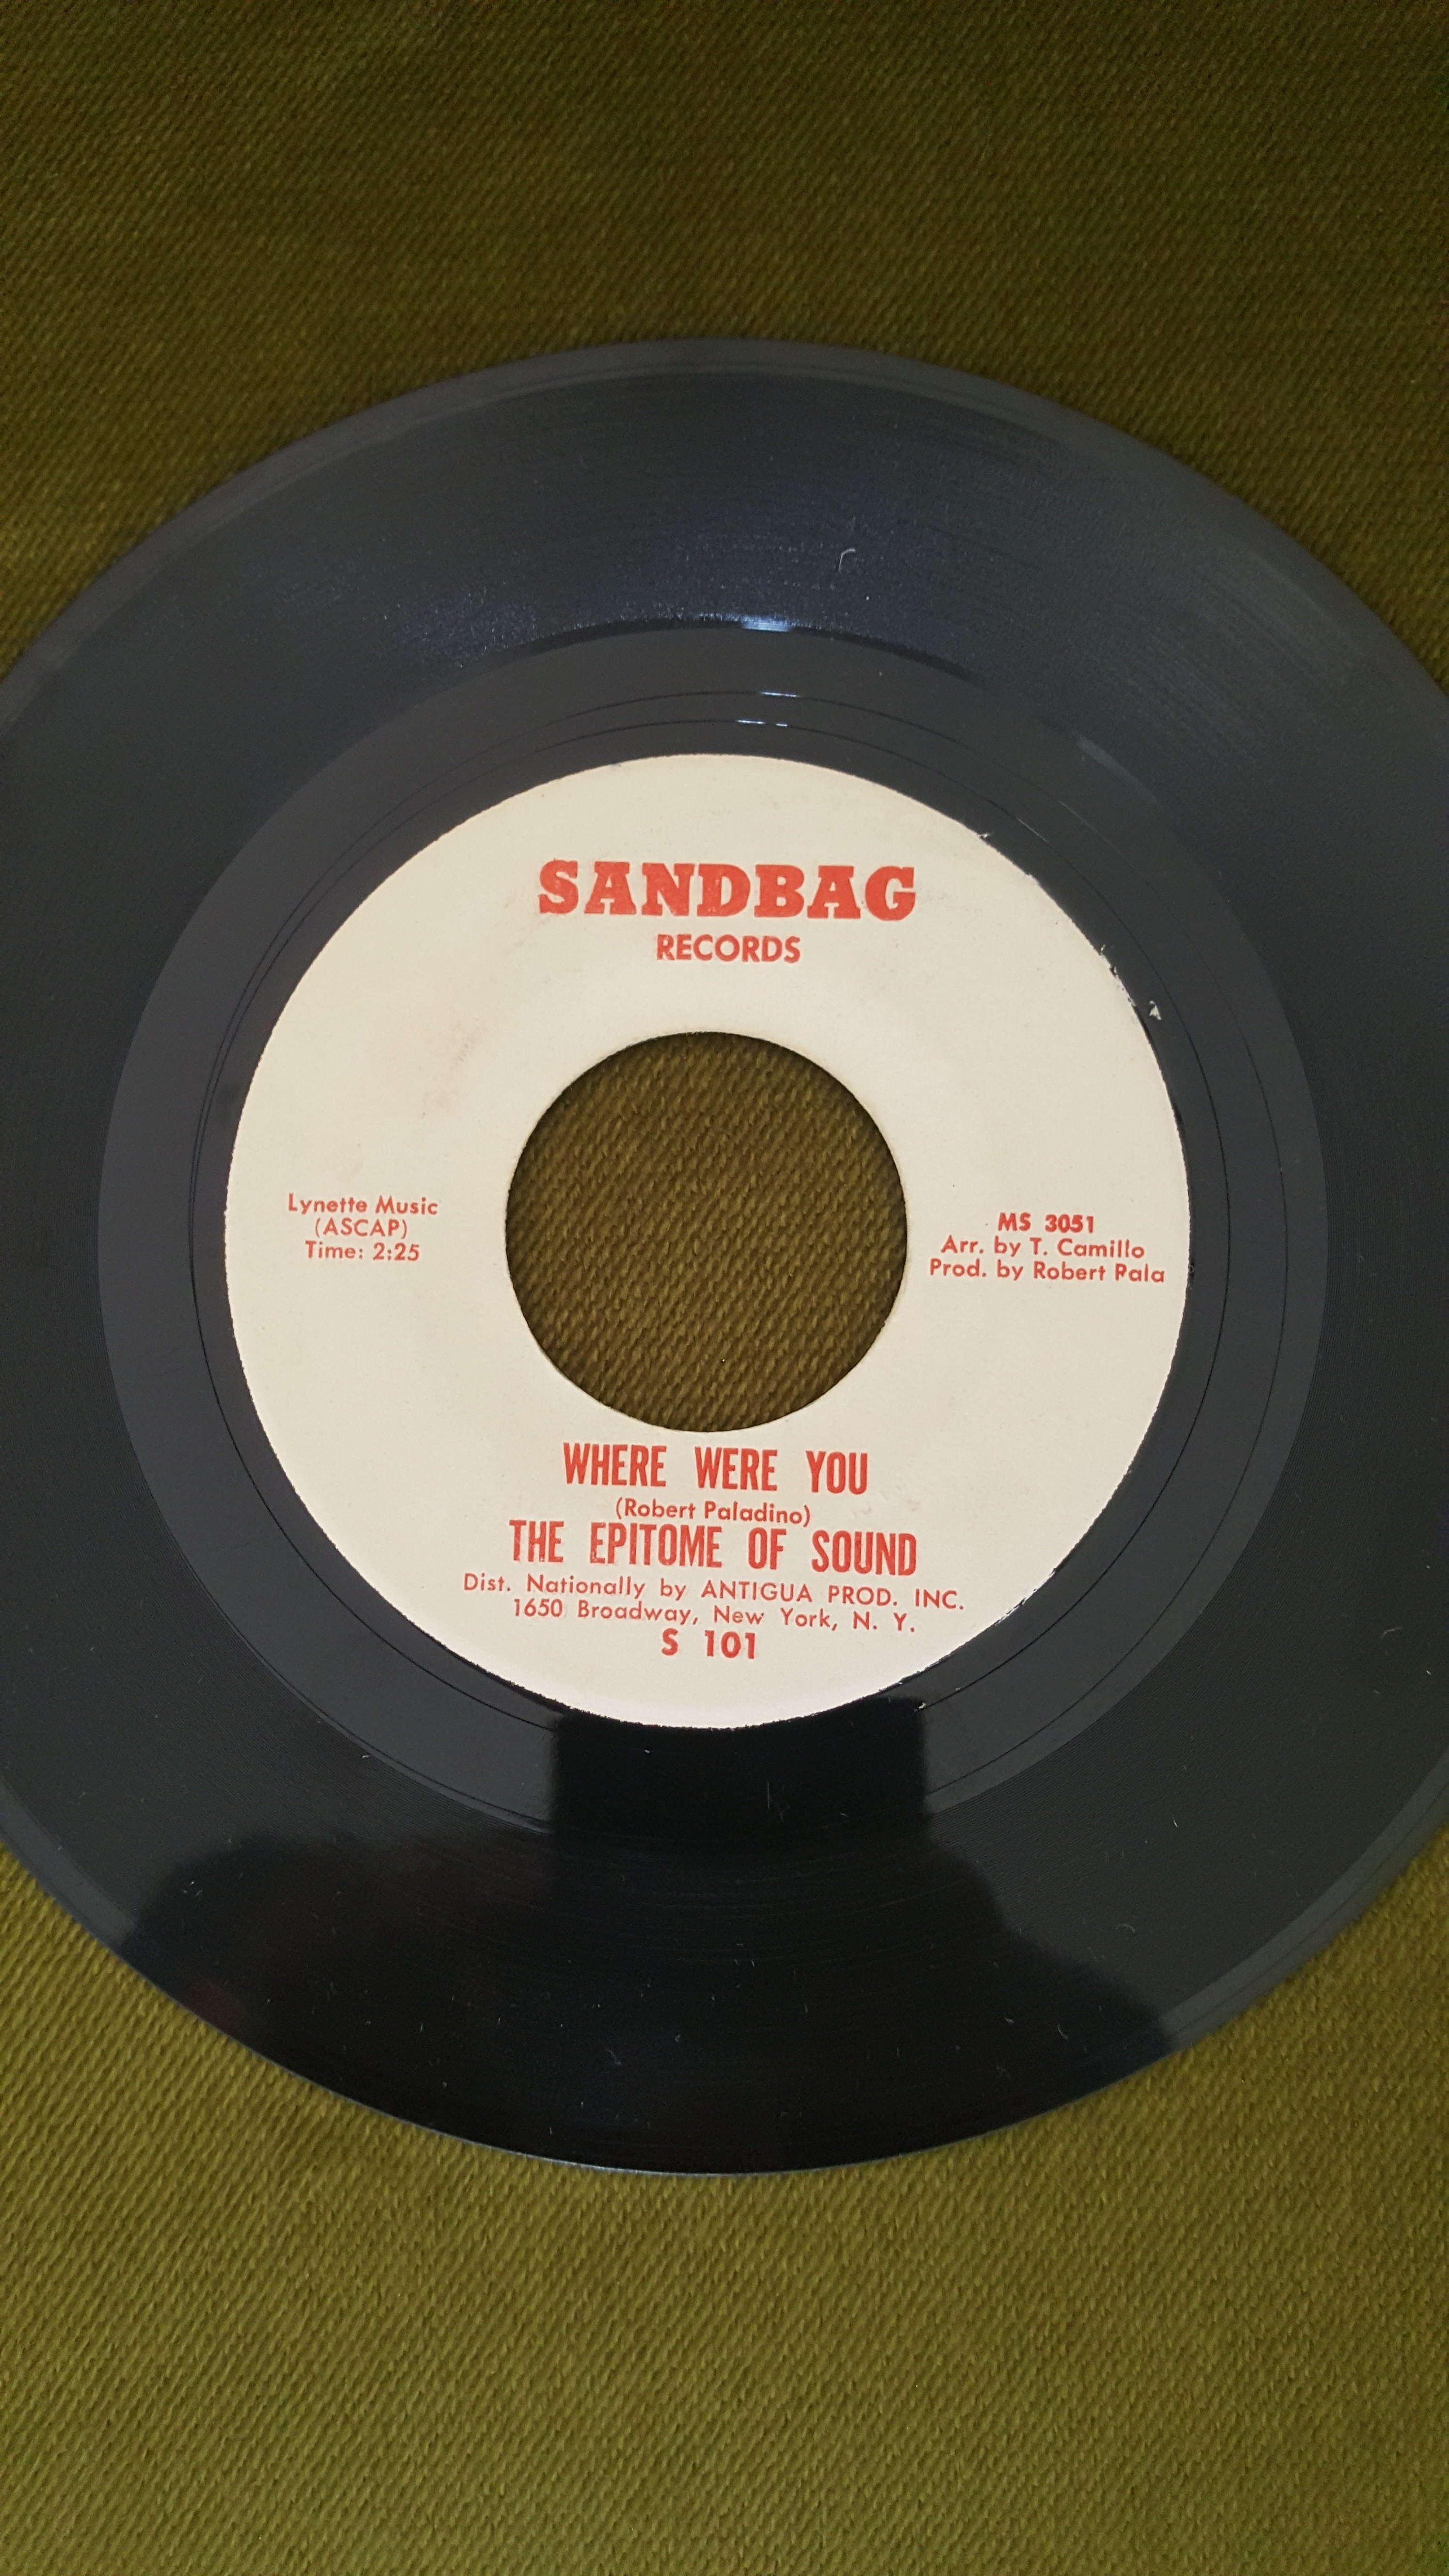 SANDBAG
RECORDS
Lynette Music
(ASCAP)
Time: 2:25
MS 3051
Arr. by T. Camillo
Prod. by Robert Pala
WHERE WERE YOU
(Robert Paladino)
THE EPITOME OF SOUND
Dist. Nationally by ANTIGUA PROD. INC.
1650 Broadway, New York, N. Y.
S 101